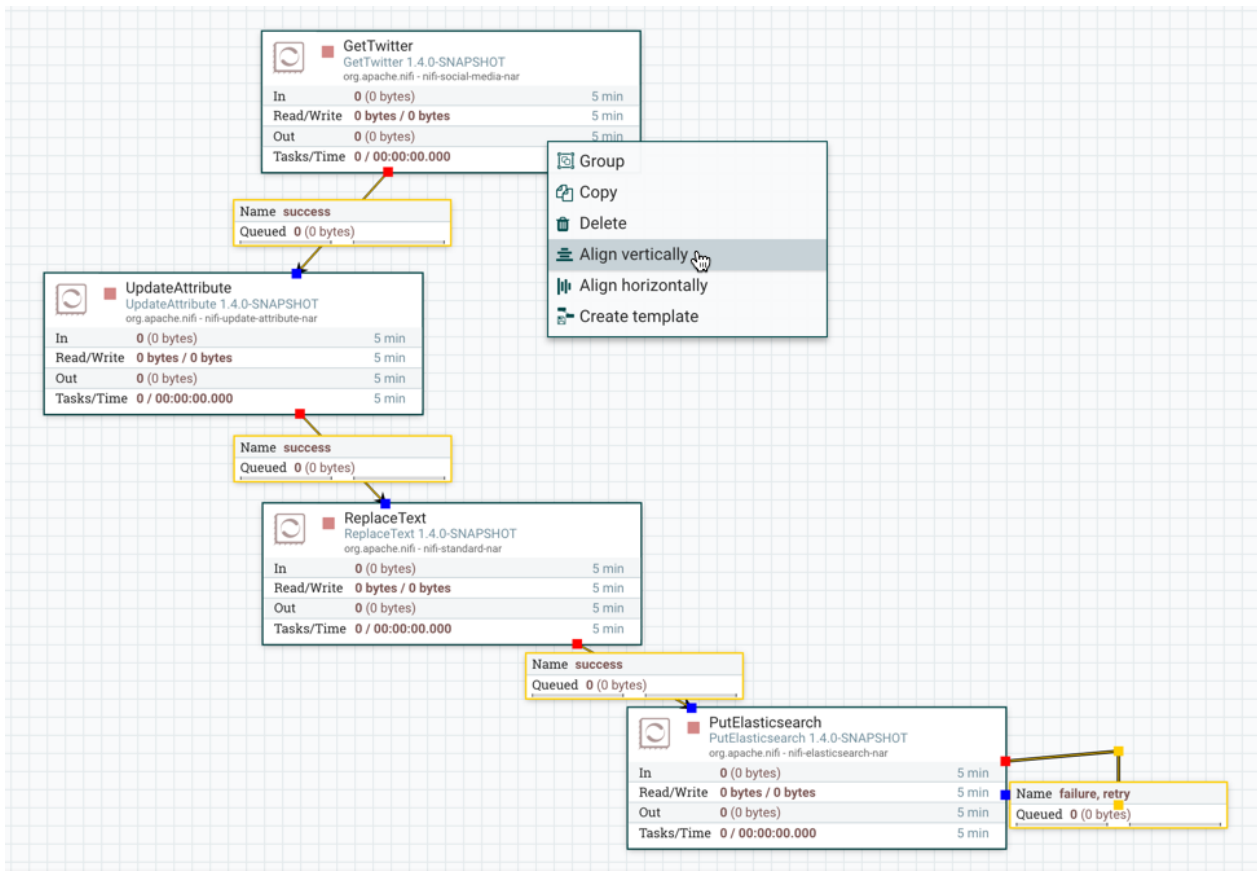 GetTwitter
GetTwitter 1.4.0-SNAPSHOT
org.apache.nifi - nifi-social-media-nar
In 0 (0 bytes) 5 min
Read/Write 0 bytes / 0 bytes 5 min
Out 0 (0 bytes) 5 min
Tasks/Time 0 / 00:00:00.000
Group
Copy
Delete
Align vertically
Align horizontally
Create template
Name success
Queued 0 (0 bytes)
UpdateAttribute
UpdateAttribute 1.4.0-SNAPSHOT
org.apache.nifi - nifi-update-attribute-nar
In 0 (0 bytes) 5 min
Read/Write 0 bytes / 0 bytes 5 min
Out 0 (0 bytes) 5 min
Tasks/Time 0 / 00:00:00.000 5 min
Name success
Queued 0 (0 bytes)
ReplaceText
ReplaceText 1.4.0-SNAPSHOT
org.apache.nifi - nifi-standard-nar
In 0 (0 bytes) 5 min
Read/Write 0 bytes / 0 bytes 5 min
Out 0 (0 bytes) 5 min
Tasks/Time 0 / 00:00:00.000 5 min
Name success
Queued 0 (0 bytes)
PutElasticsearch
PutElasticsearch 1.4.0-SNAPSHOT
org.apache.nifi - nifi-elasticsearch-nar
In 0 (0 bytes) 5 min
Read/Write 0 bytes / 0 bytes 5 min
Out 0 (0 bytes) 5 min
Tasks/Time 0 / 00:00:00.000 5 min
Name failure, retry
Queued 0 (0 bytes)